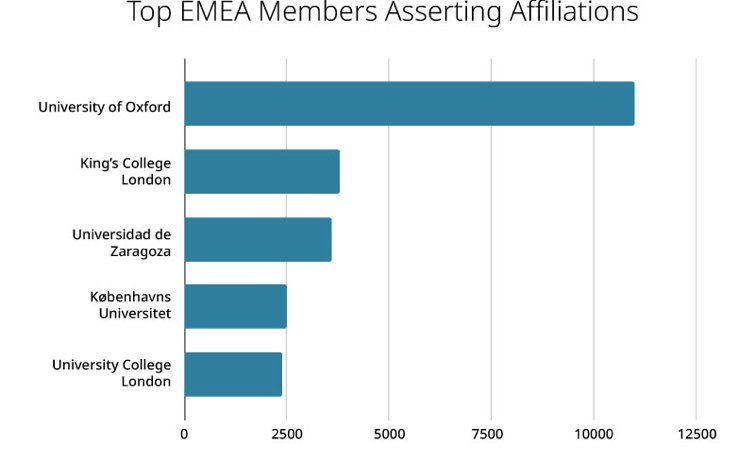 Top EMEA Members Asserting Affiliations
University of Oxford
King's College
London
Universidad de
Zaragoza
Københavns
Universitet
University College
London
0 2500 5000 7500 10000 12500